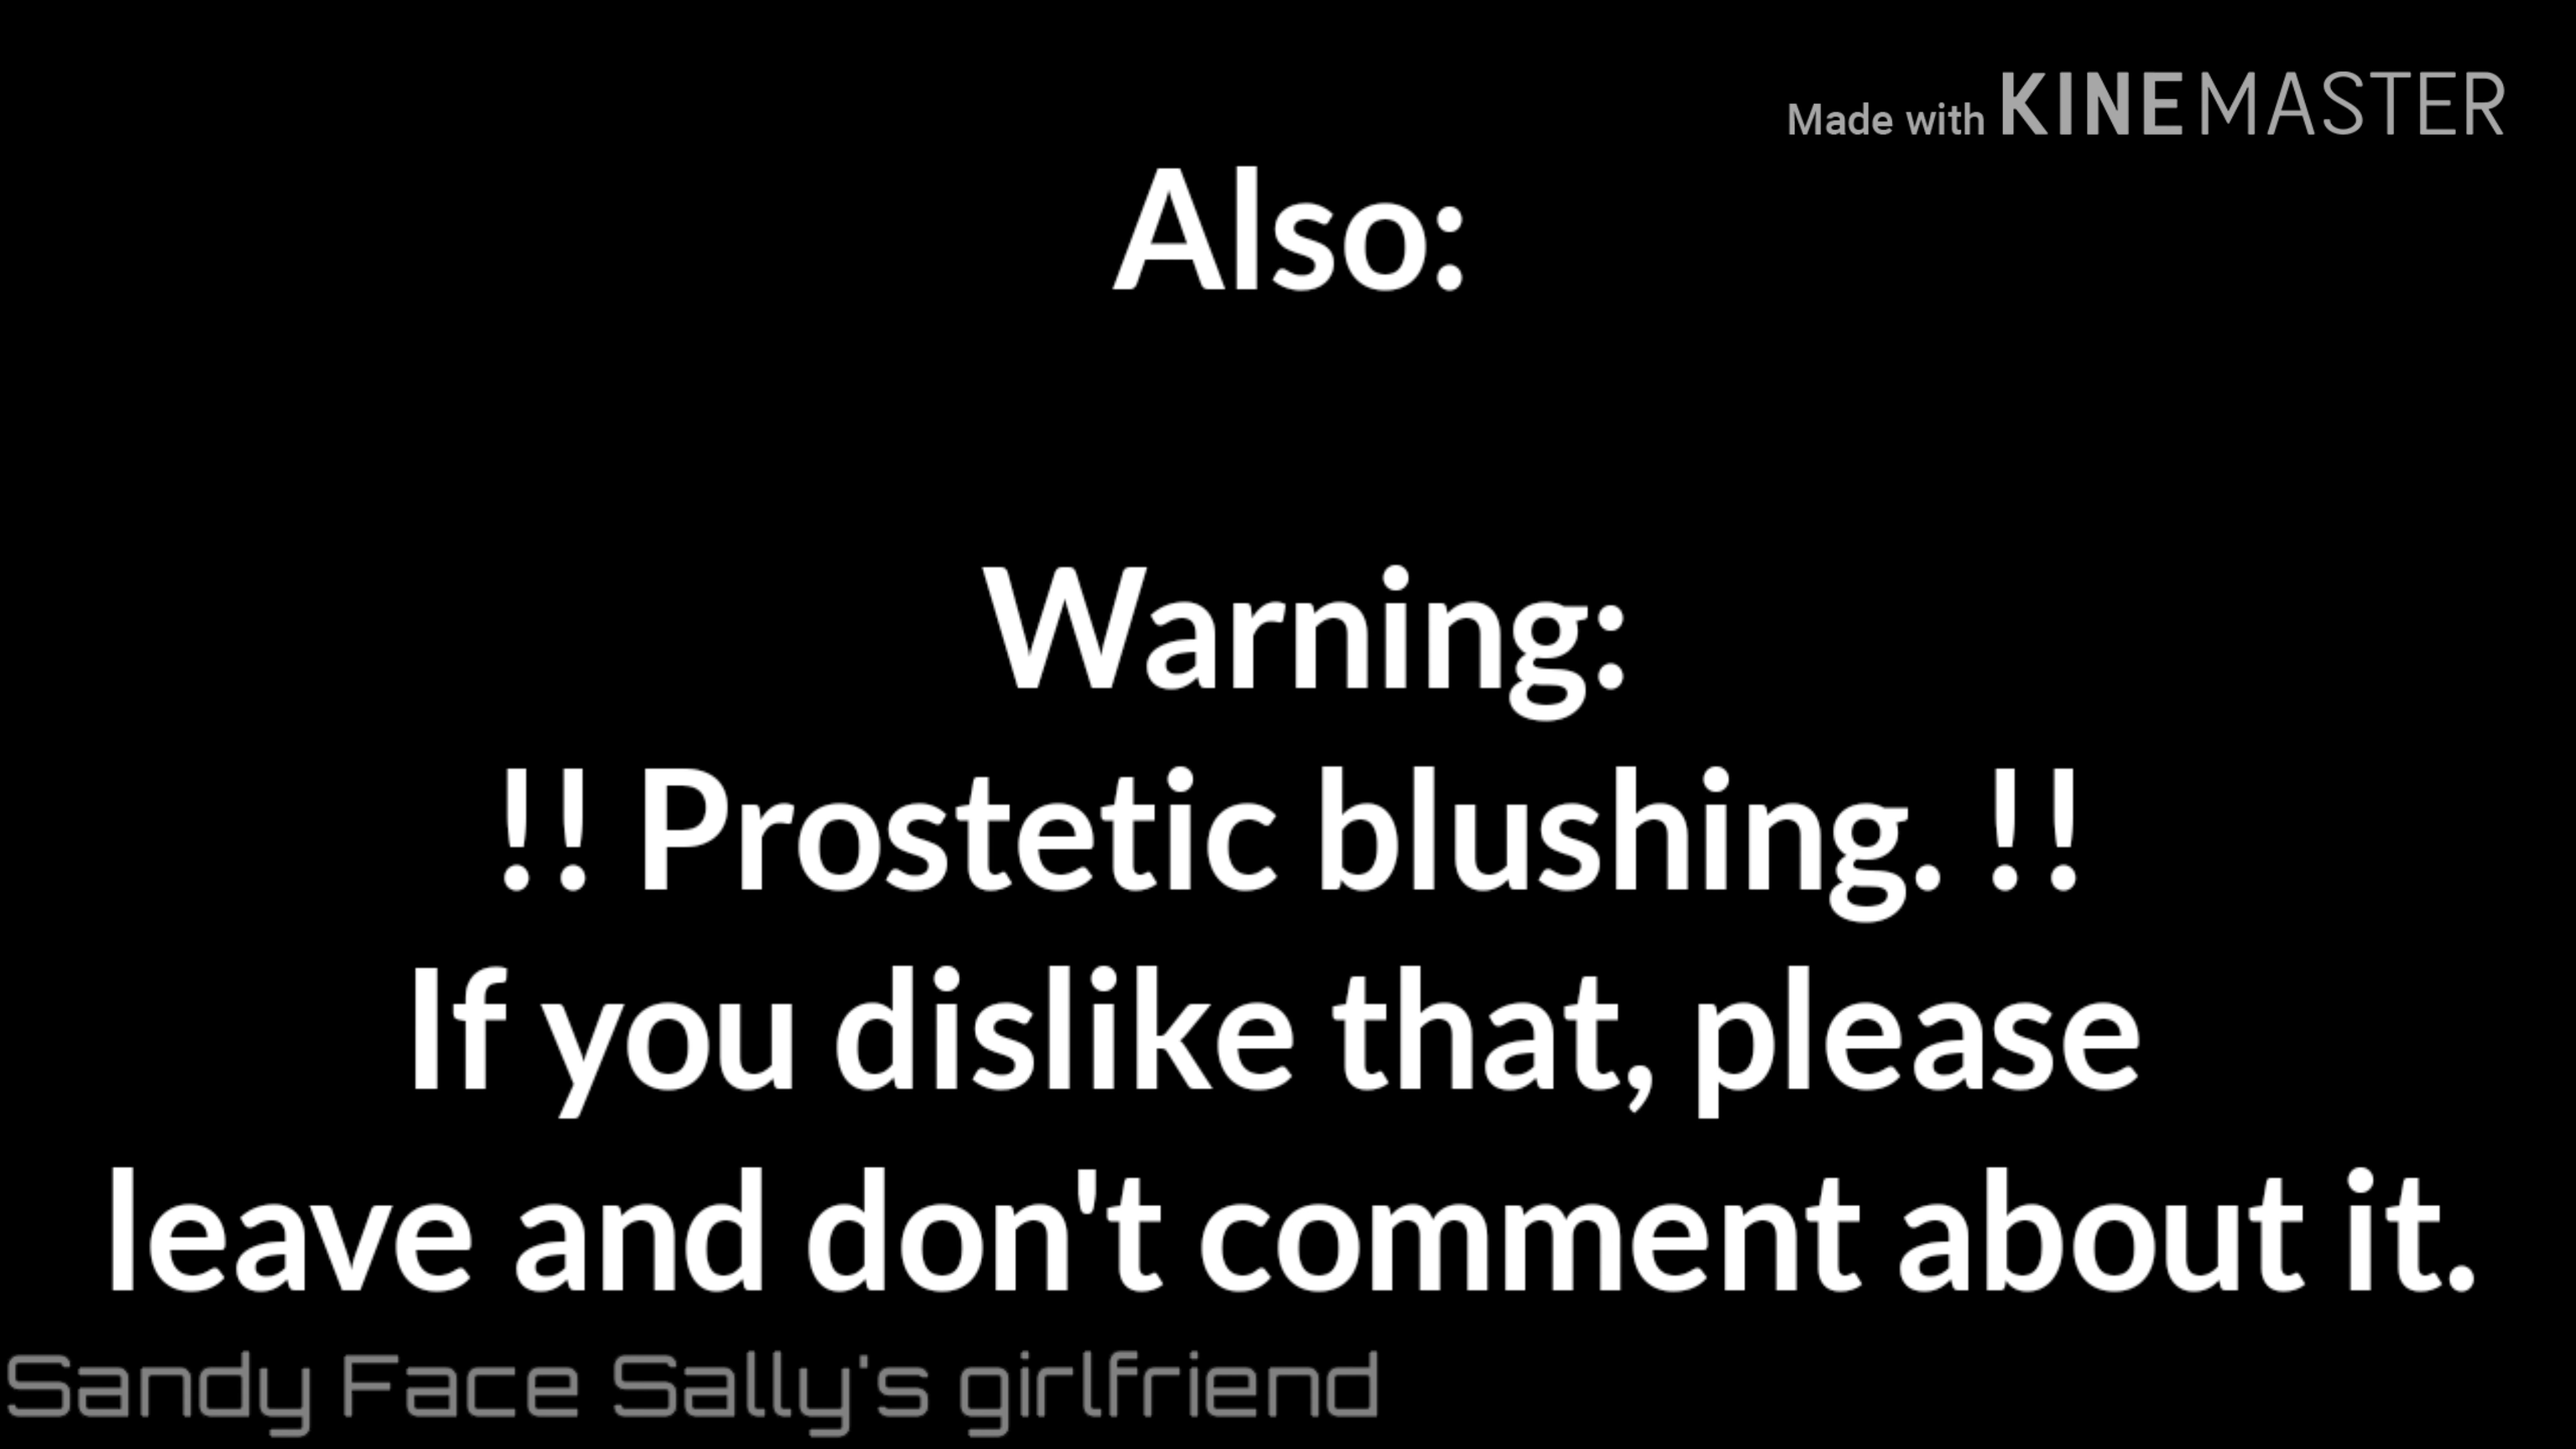 Made with KINEMASTER
Also:
Warning:
!! Prostetic blushing. !!
If you dislike that, please
leave and don't comment about it.
Sandy Face Sally's girlfriend